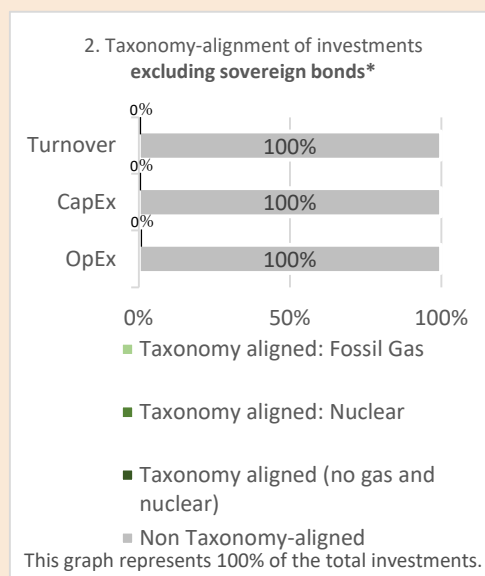 2. Taxonomy-alignment of investments
excluding sovereign bonds*
0%
Turnover 100%
0%
CapEx 100%
0%
OpEx 100%
0% 50% 100%
Taxonomy aligned: Fossil Gas
Taxonomy aligned: Nuclear
Taxonomy aligned (no gas and
nuclear)
Non Taxonomy-aligned
This graph represents 100% of the total investments.